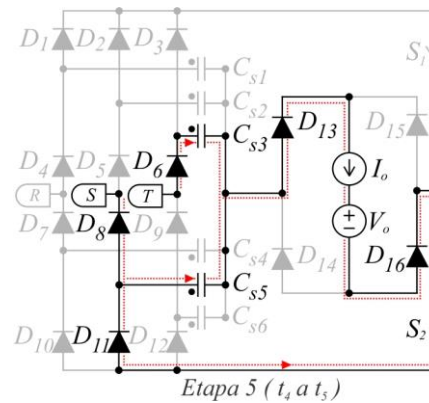 D1 D2 D3
S1
Cs1
Cs2
D4 D5 D6 Cs3 D13 D15
R S T Io
D7 D8 D9 Vo
Cs4 D14 D16
Cs5
D10 D11 D12 Cs6 S2
Etapa 5 ( t4 a t5 )